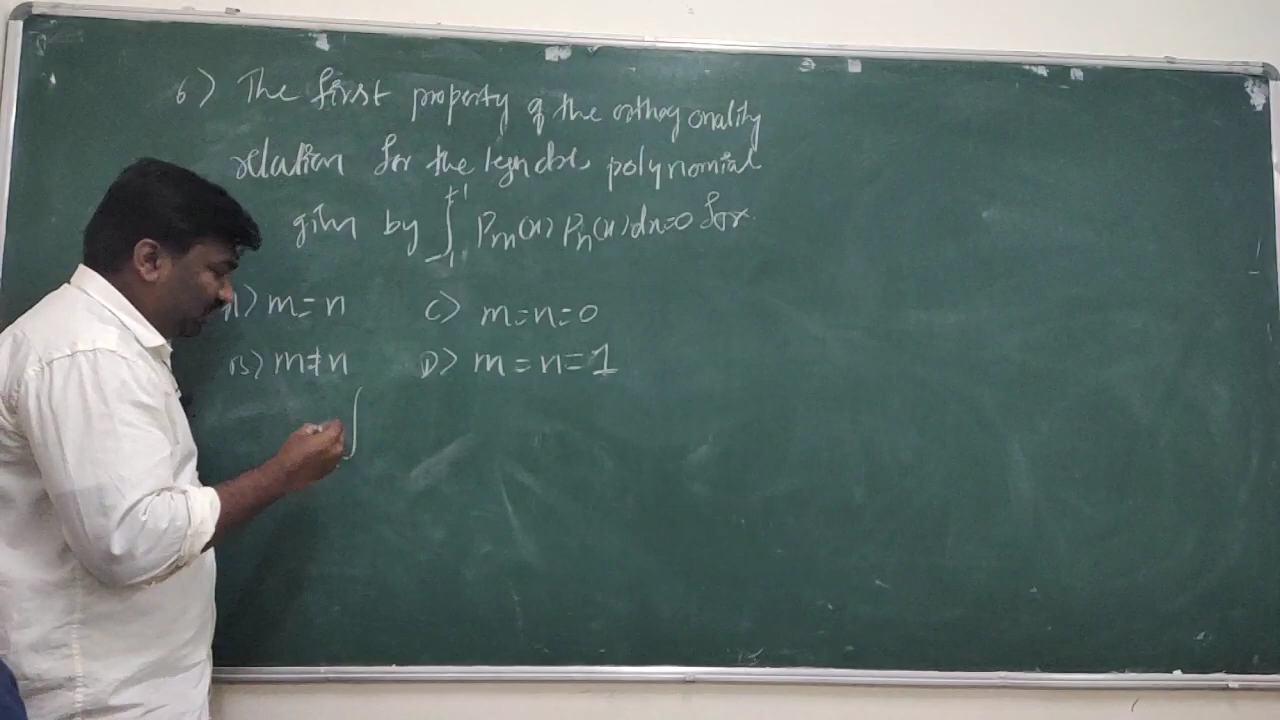 6) The first property of the orthogonality
relation for the legndre polynomial
given by ∫₋₁⁺¹ Pm(x) Pn(x) dx=0 for
A) m=n C) m=n=0
B) m≠n D) m=n=1
∫